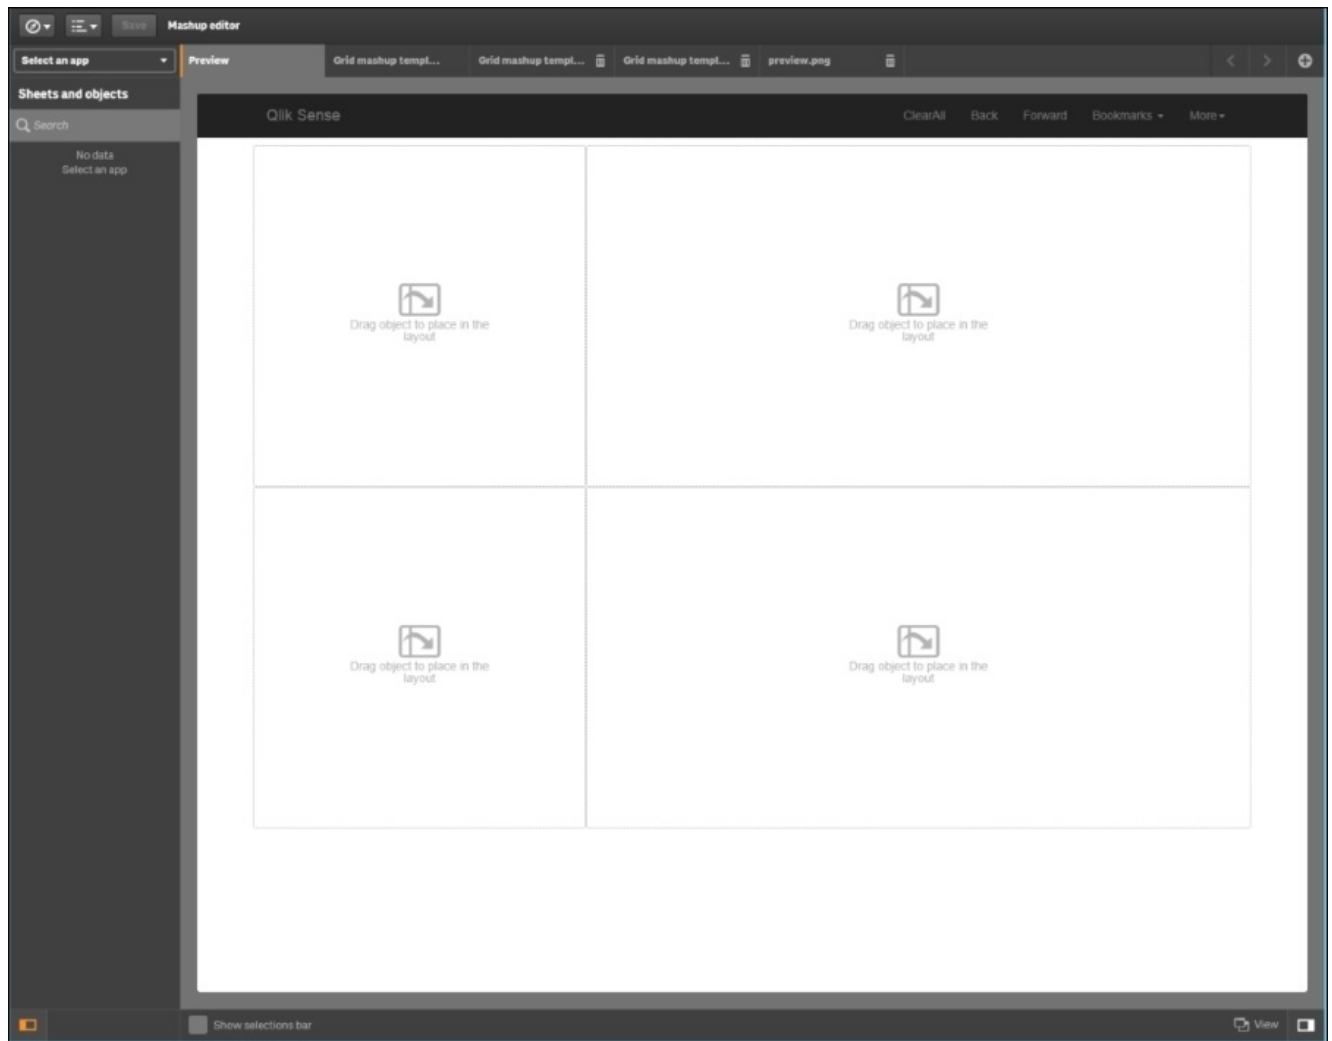 Save Mashup editor
Select an app Preview Grid mashup templ... Grid mashup templ... Grid mashup templ... preview.png
Sheets and objects
Search
No data
Select an app
Qlik Sense ClearAll Back Forward Bookmarks More
Drag object to place in the
layout
Drag object to place in the
layout
Drag object to place in the
layout
Drag object to place in the
layout
Show selections bar View